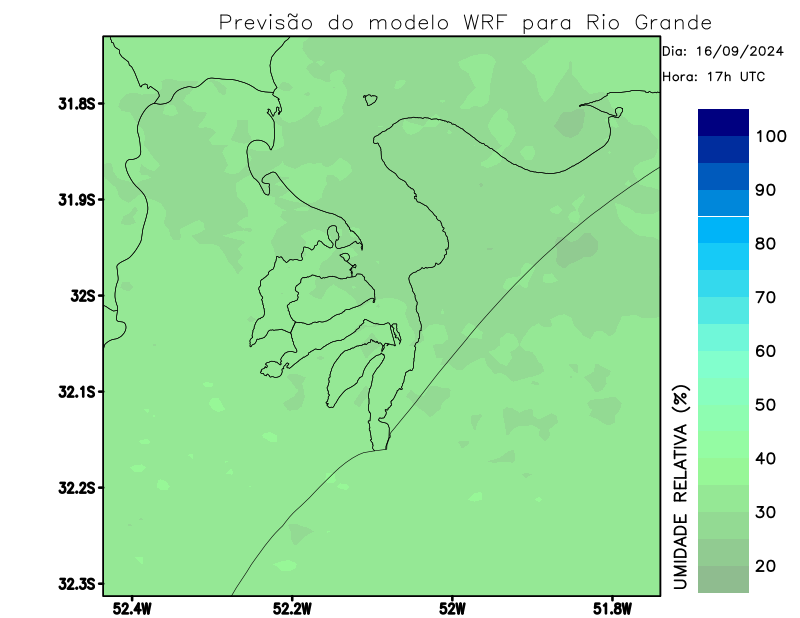 Previsão do modelo WRF para Rio Grande
Dia: 16/09/2024
Hora: 17h UTC
31.8S
31.9S
32S
32.1S
32.2S
32.3S
52.4W
52.2W
52W
51.8W
100
90
80
70
60
50
40
30
20
UMIDADE RELATIVA (%)